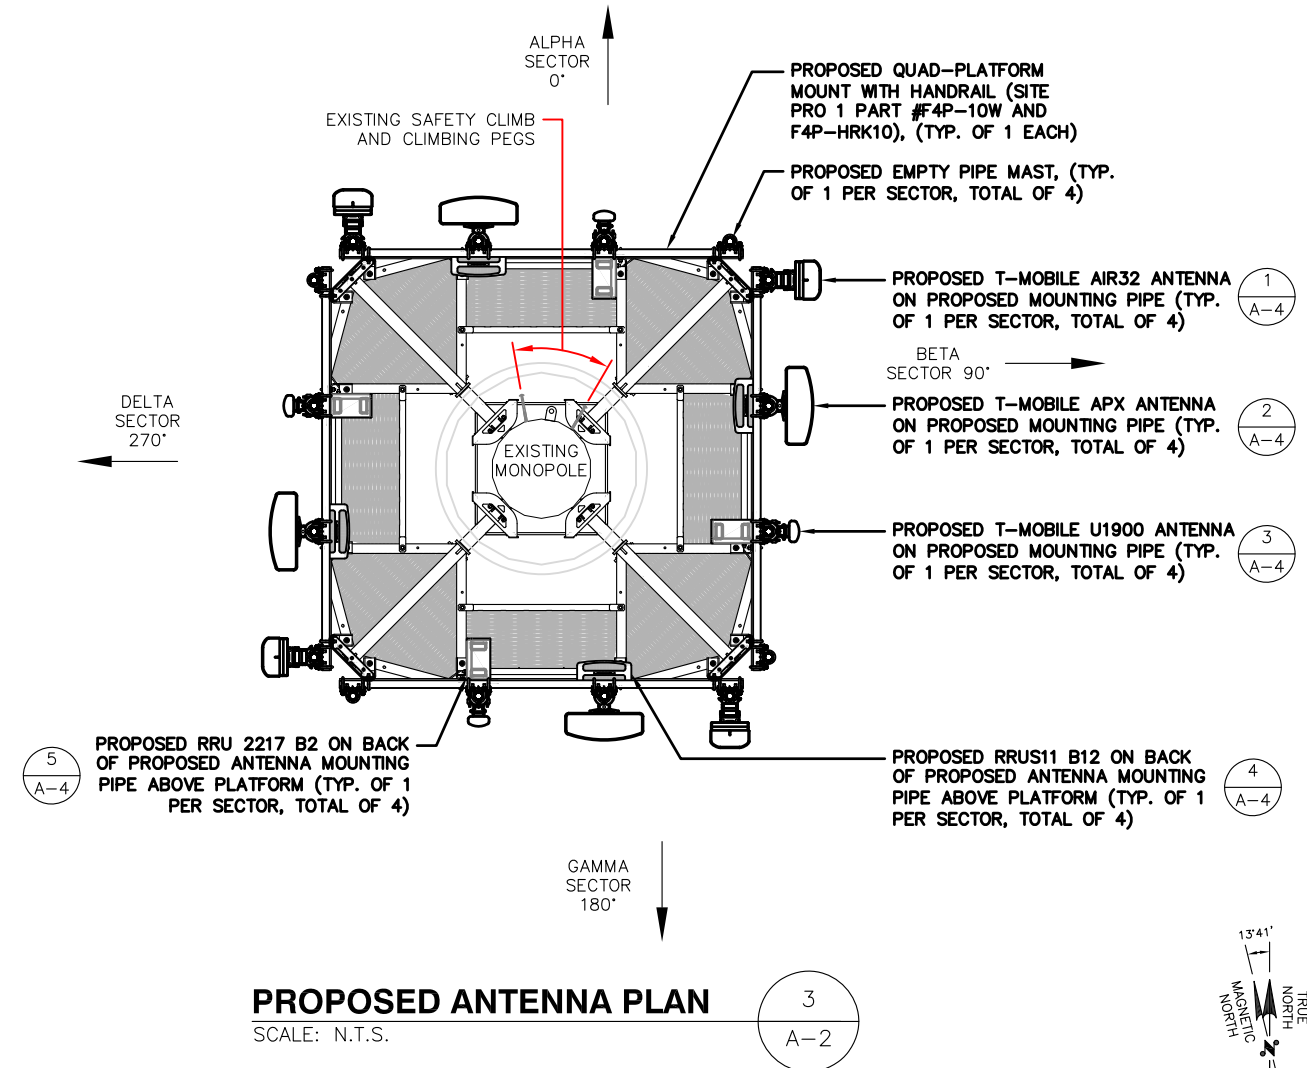 ALPHA
SECTOR
0°
EXISTING SAFETY CLIMB
AND CLIMBING PEGS
PROPOSED QUAD-PLATFORM
MOUNT WITH HANDRAIL (SITE
PRO 1 PART #F4P-10W AND
F4P-HRK10), (TYP. OF 1 EACH)
PROPOSED EMPTY PIPE MAST, (TYP.
OF 1 PER SECTOR, TOTAL OF 4)
PROPOSED T-MOBILE AIR32 ANTENNA
ON PROPOSED MOUNTING PIPE (TYP.
OF 1 PER SECTOR, TOTAL OF 4)
1
A-4
BETA
SECTOR 90°
DELTA
SECTOR
270°
PROPOSED T-MOBILE APX ANTENNA
ON PROPOSED MOUNTING PIPE (TYP.
OF 1 PER SECTOR, TOTAL OF 4)
2
A-4
EXISTING
MONOPOLE
PROPOSED T-MOBILE U1900 ANTENNA
ON PROPOSED MOUNTING PIPE (TYP.
OF 1 PER SECTOR, TOTAL OF 4)
3
A-4
5
A-4
PROPOSED RRU 2217 B2 ON BACK
OF PROPOSED ANTENNA MOUNTING
PIPE ABOVE PLATFORM (TYP. OF 1
PER SECTOR, TOTAL OF 4)
PROPOSED RRUS11 B12 ON BACK
OF PROPOSED ANTENNA MOUNTING
PIPE ABOVE PLATFORM (TYP. OF 1
PER SECTOR, TOTAL OF 4)
4
A-4
GAMMA
SECTOR
180°
13°41'
TRUE
NORTH
MAGNETIC
NORTH
N
PROPOSED ANTENNA PLAN
SCALE: N.T.S.
3
A-2